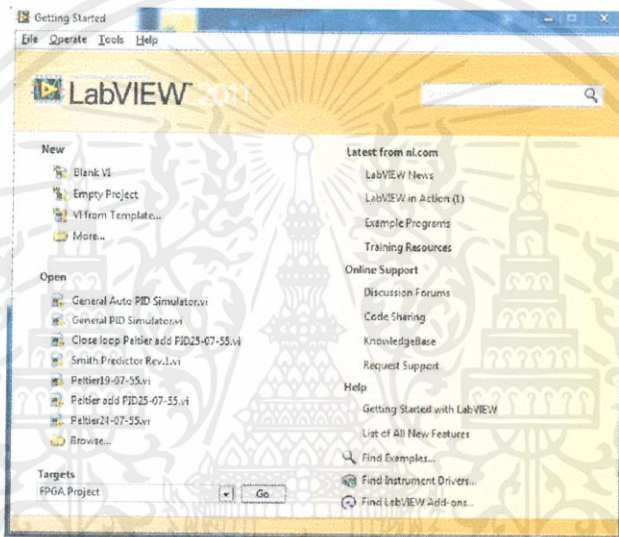 Getting Started
File Operate Tools Help
LabVIEW™ 2011
New
Blank VI
Empty Project
VI from Template...
More...
Open
General Auto PID Simulator.vi
General PID Simulator.vi
Close loop Peltier add PID25-07-55.vi
Smith Predictor Rev.1.vi
Peltier19-07-55.vi
Peltier add PID25-07-55.vi
Peltier24-07-55.vi
Browse...
Targets
FPGA Project
Go
Latest from ni.com
LabVIEW News
LabVIEW in Action (1)
Example Programs
Training Resources
Online Support
Discussion Forums
Code Sharing
KnowledgeBase
Request Support
Help
Getting Started with LabVIEW
List of All New Features
Find Examples...
Find Instrument Drivers...
Find LabVIEW Add-ons...